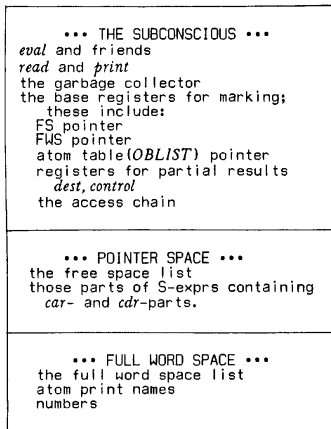 ••• THE SUBCONSCIOUS •••
eval and friends
read and print
the garbage collector
the base registers for marking;
these include:
FS pointer
FWS pointer
atom table(OBLIST) pointer
registers for partial results
dest, control
the access chain
••• POINTER SPACE •••
the free space list
those parts of S-exprs containing
car- and cdr-parts.
••• FULL WORD SPACE •••
the full word space list
atom print names
numbers